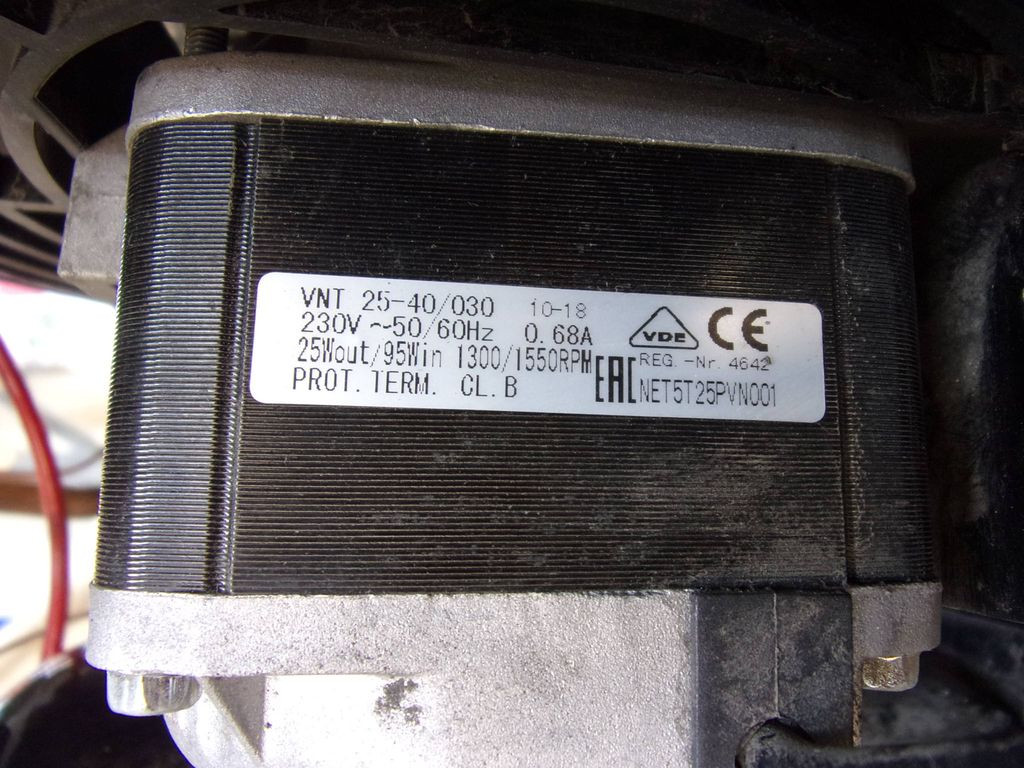 VNT 25-40/030 10-18
230V ~50/60Hz 0.68A
25Wout/95Win 1300/1550RPM
PROT. TERM. CL.B
VDE CE
REG.-Nr. 4642
EAC NET5T25PVN001